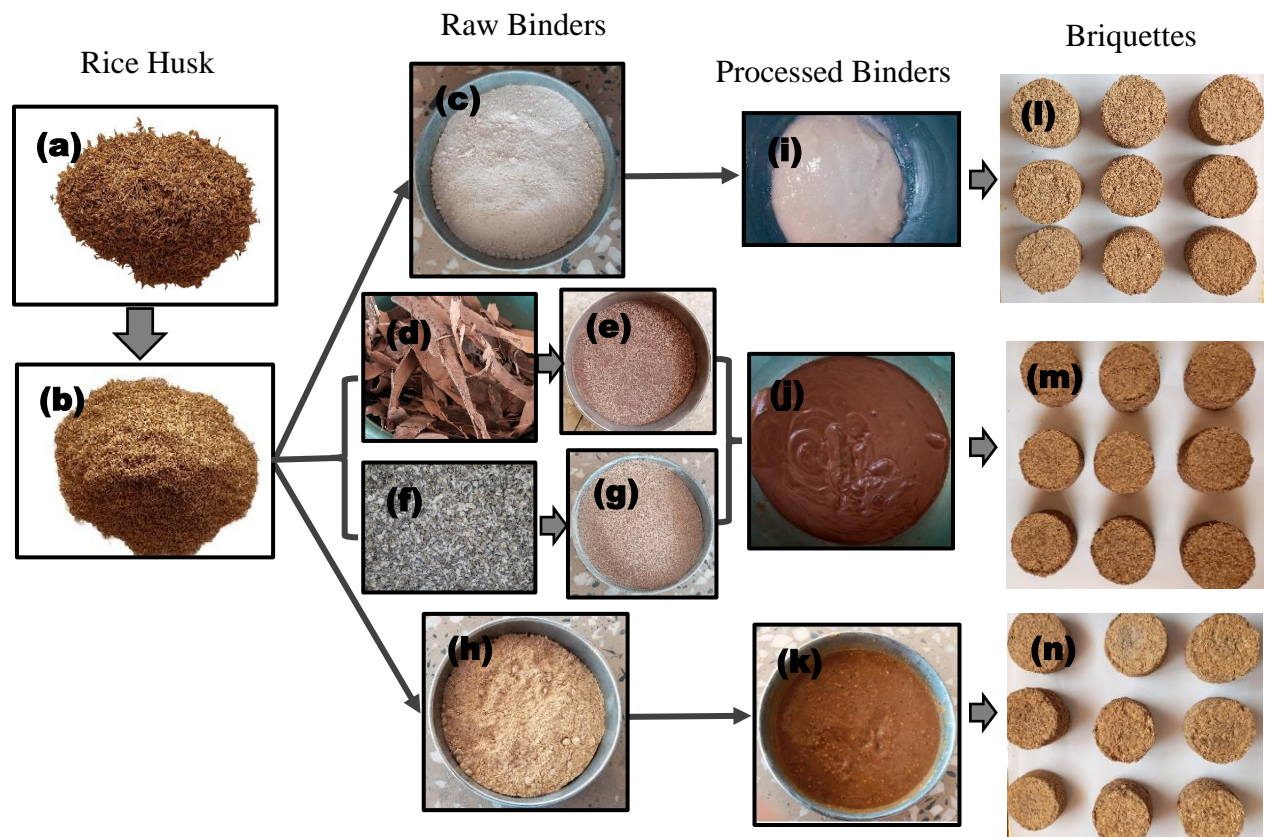 Rice Husk
Raw Binders
Processed Binders
Briquettes
(a)
(b)
(c)
(d)
(e)
(f)
(g)
(h)
(i)
(j)
(k)
(l)
(m)
(n)